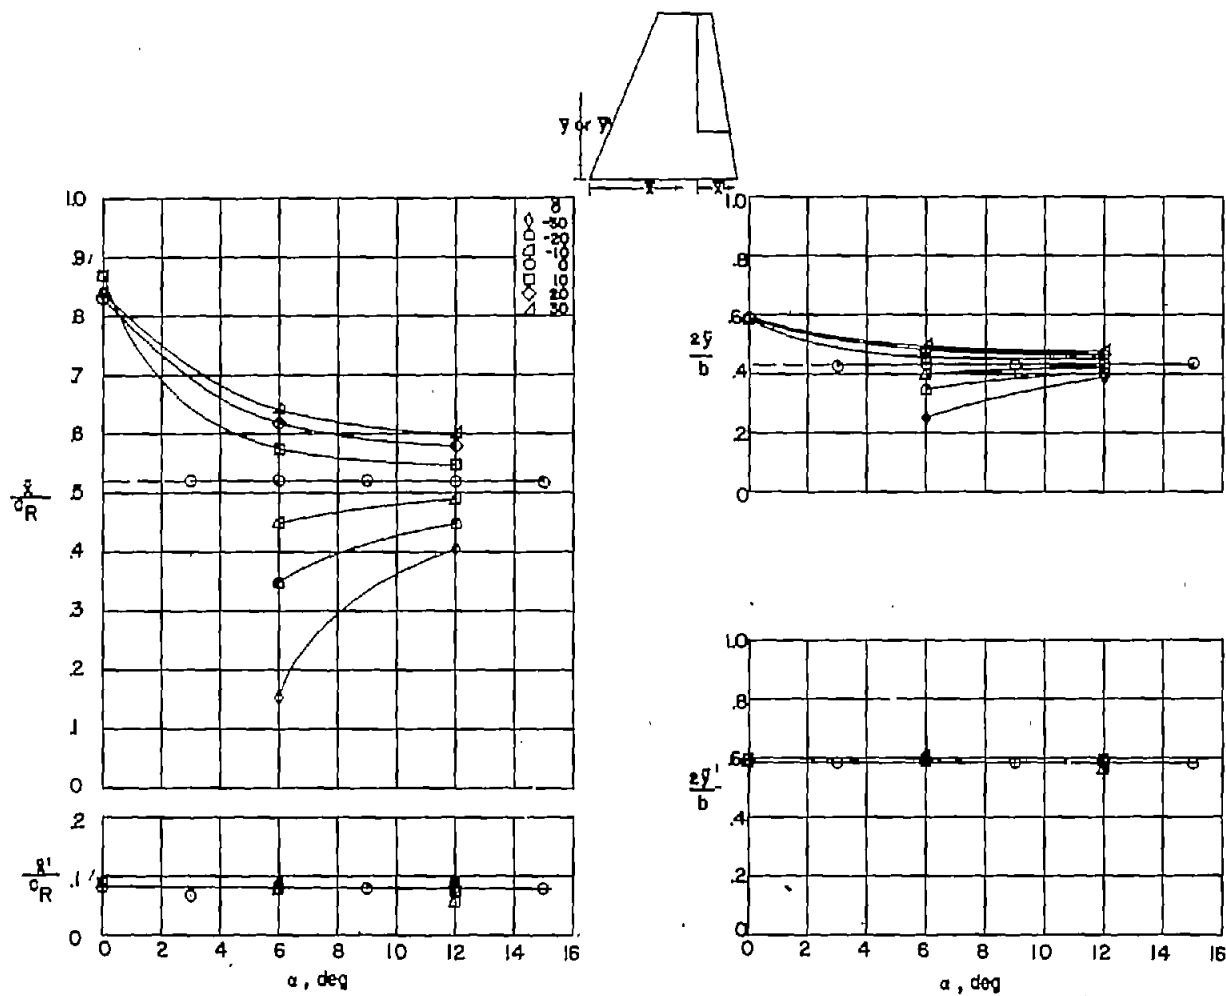 ȳ or ȳ'
x̄ x̄'
δ
-30
-20
-10
0
10
20
30
1.0
.9
.8
.7
.6
.5
.4
.3
.2
.1
0
x̄
c_R
.2
.1
0
x̄'
c_R
0 2 4 6 8 10 12 14 16
α, deg
1.0
.8
.6
.4
.2
0
2ȳ
b
1.0
.8
.6
.4
.2
0
2ȳ'
b
0 2 4 6 8 10 12 14 16
α, deg